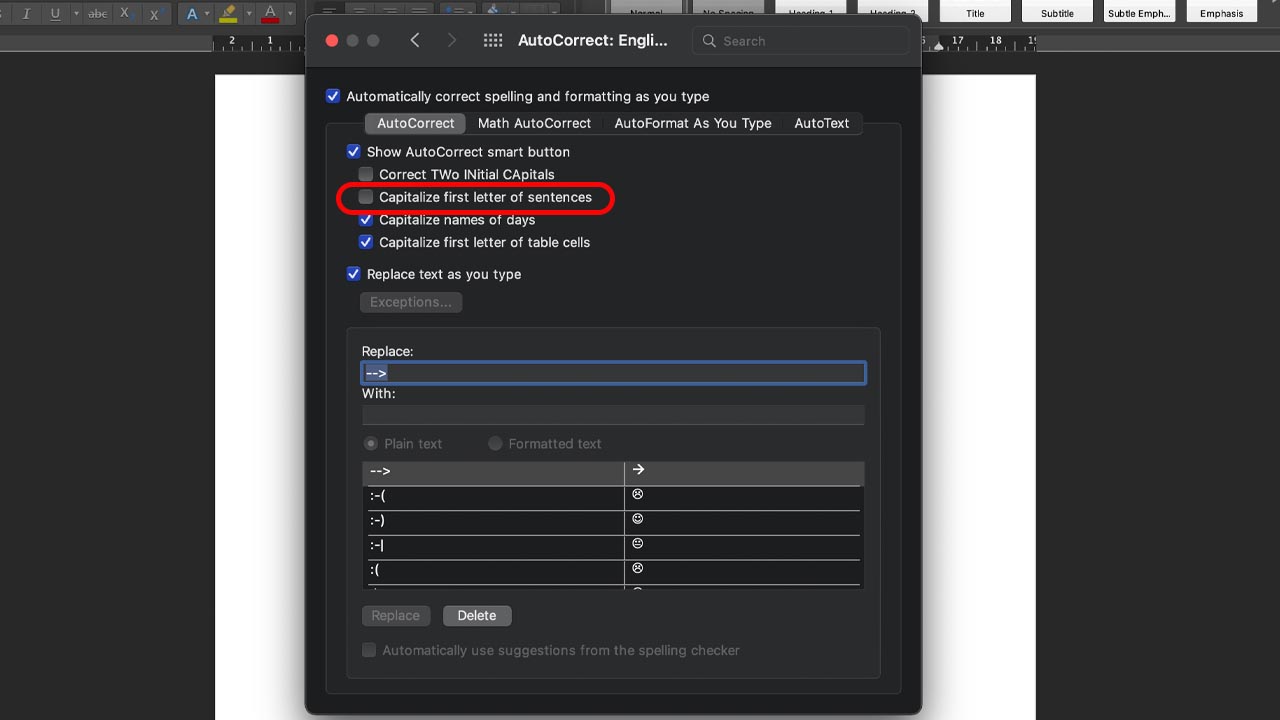 I U abc X X A A
Normal No Spacing Heading 1 Heading 2 Title Subtitle Subtle Emph... Emphasis
2 1 17 18
AutoCorrect: Engli... Search
Automatically correct spelling and formatting as you type
AutoCorrect Math AutoCorrect AutoFormat As You Type AutoText
Show AutoCorrect smart button
Correct TWo INitial CApitals
Capitalize first letter of sentences
Capitalize names of days
Capitalize first letter of table cells
Replace text as you type
Exceptions...
Replace:
-->
With:
Plain text Formatted text
--> →
:-( ☹
:-) ☺
:-| 😐
:( ☹
Replace Delete
Automatically use suggestions from the spelling checker